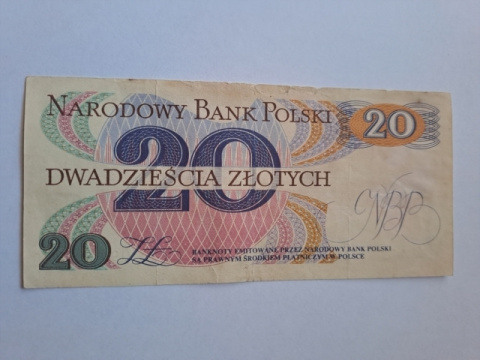 NARODOWY BANK POLSKI
20
20
DWADZIEŚCIA ZŁOTYCH
NBP
20
BANKNOTY EMITOWANE PRZEZ NARODOWY BANK POLSKI
SĄ PRAWNYM ŚRODKIEM PŁATNICZYM W POLSCE